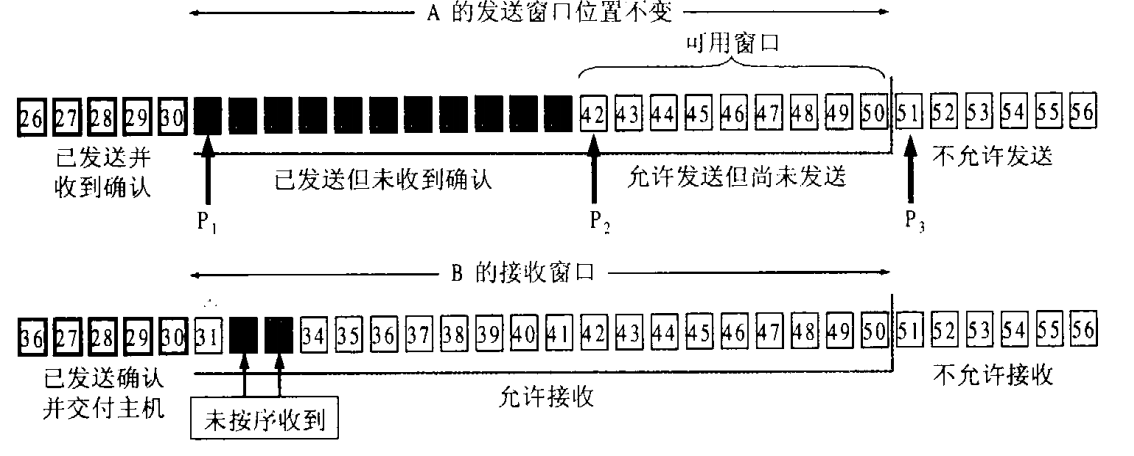 A 的发送窗口位置不变
可用窗口
26 27 28 29 30 42 43 44 45 46 47 48 49 50 51 52 53 54 55 56
已发送并
收到确认
已发送但未收到确认
允许发送但尚未发送
不允许发送
P1 P2 P3
B 的接收窗口
36 27 28 29 30 31 34 35 36 37 38 39 40 41 42 43 44 45 46 47 48 49 50 51 52 53 54 55 56
已发送确认
并交付主机
未按序收到
允许接收
不允许接收